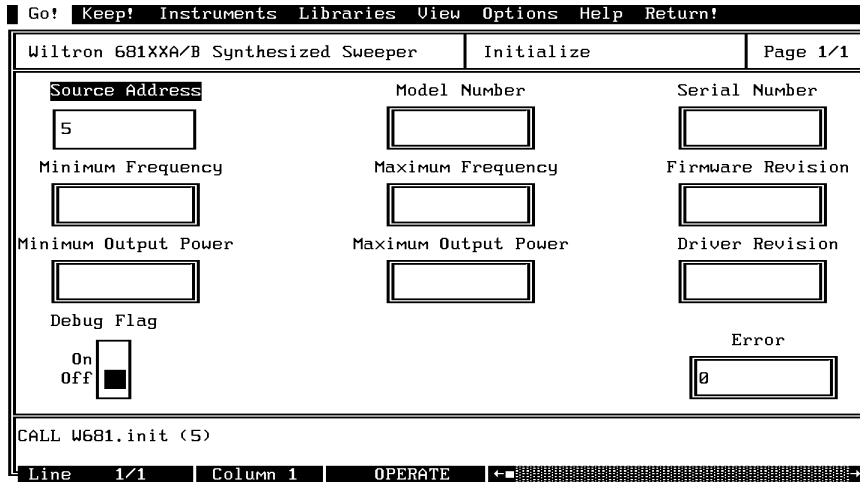 Go! Keep! Instruments Libraries View Options Help Return!
Wiltron 681XXA/B Synthesized Sweeper Initialize Page 1/1
Source Address Model Number Serial Number
5
Minimum Frequency Maximum Frequency Firmware Revision
Minimum Output Power Maximum Output Power Driver Revision
Debug Flag
Error
On
Off
0
CALL W681.init (5)
Line 1/1 Column 1 OPERATE